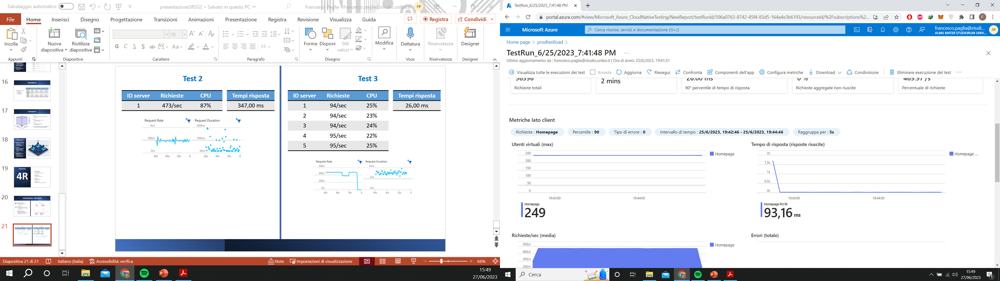 Salvataggio automatico
presentazioneSRSG2 • Salvato in questo PC
Francesco Paglia - francesco.paglia@studio.unibo.it
FP
File
Home
Inserisci
Disegno
Progettazione
Transizioni
Animazioni
Presentazione
Registra
Revisione
Visualizza
Guida
Registra
Condividi
Incolla
Nuova
diapositiva
Riutilizza
diapositive
18
G C S S ab AV Aa A
Forme
Disponi
Stili
veloci
Modifica
Dettatura
Riservatezza
Designer
Appunti
Diapositive
Carattere
Paragrafo
Disegno
Voce
Riservatezza
Designer
16
17
18
19
4R
20
21
Test 2
ID server Richieste CPU
1 473/sec 87%
Tempi risposta
347,00 ms
Request Rate
1k/s
500/s
0/s
60s 40s 20s 0
Request Duration
200ms
100ms
0ms
60s 40s 20s 0
Test 3
ID server Richieste CPU
1 94/sec 25%
2 94/sec 23%
3 94/sec 24%
4 95/sec 22%
5 95/sec 25%
Tempi risposta
26,00 ms
Request Rate
600/s
400/s
200/s
0/s
60s 40s 20s 0
Request Duration
10ms
5ms
0ms
60s 40s 20s 0
Diapositiva 21 di 21
Italiano (Italia)
Accessibilità: verifica
Note
Impostazioni di visualizzazione
66%
15:49
27/06/2023
TestRun_6/25/2023_7:41:48 PM -
portal.azure.com/#view/Microsoft_Azure_CloudNativeTesting/NewReport/testRunId/596a0763-8742-45f4-83d5-164a4e3b6193/resourceId/%2Fsubscriptions%2...
ABP
F
Microsoft Azure
Cerca risorse, servizi e documentazione (G+/)
francesco.paglia@studi...
ALMA MATER STUDIORUM UNIV...
FP
Home page > prodtestload >
TestRun_6/25/2023_7:41:48 PM ...
Ultimo aggiornamento da : francesco.paglia@studio.unibo.it | Ora di avvio: 25/6/2023, 19:41:51
Visualizza tutte le esecuzioni dei test
Arresta
Aggiorna
Riesegui
Confronta
Componenti dell'app
Configura metriche
Download
Condivisione
Eliminare esecuzione del test
...
56396
Richieste totali
2 mins
26.00 ms
90° percentile di tempo di risposta
0 %
Richieste aggregate non riuscite
469.97 /s
Percentuale di richieste
Metriche lato client
Richieste : Homepage
Percentile : 90
Tipo di errore : 0
Intervallo di tempo : 25/6/2023, 19:42:46 - 25/6/2023, 19:44:46
Raggruppa per : 5s
Utenti virtuali (max)
250
200
150
100
50
0
19:43:00
19:44:00
Homepage
Homepage
249
Tempo di risposta (risposte riuscite)
2s
1,5s
1s
0,5s
0s
19:43:00
19:44:00
Homepage ...
Homepage Pct 90
93,16 ms
Richieste/sec (media)
500/s
400/s
300/s
200/s
Homepage
Errori (totale)
Cerca
15:49
27/06/2023
1